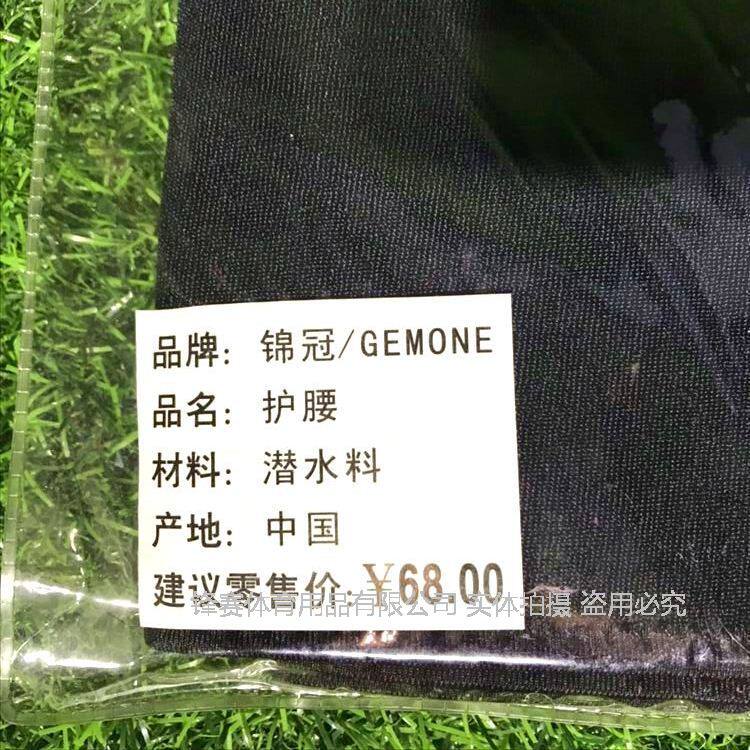 品牌: 锦冠/GEMONE
品名: 护腰
材料: 潜水料
产地: 中国
建议零售价 ¥68.00
锋赛体育用品有限公司 实体拍摄 盗用必究